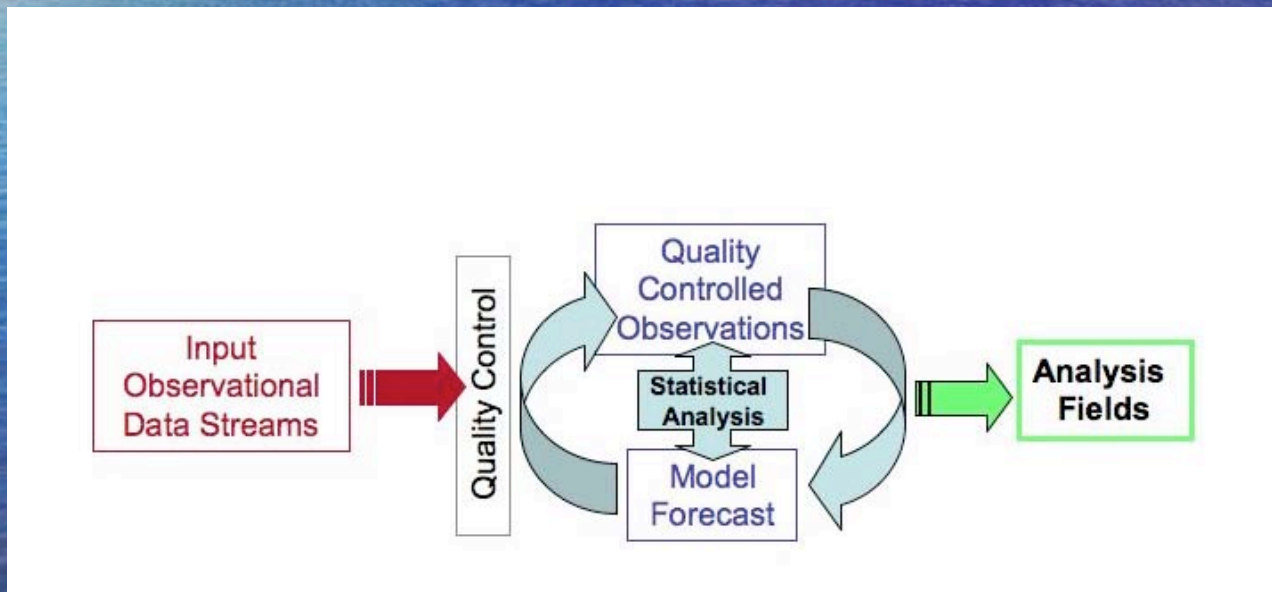 Input
Observational
Data Streams
Quality Control
Quality
Controlled
Observations
Statistical
Analysis
Model
Forecast
Analysis
Fields